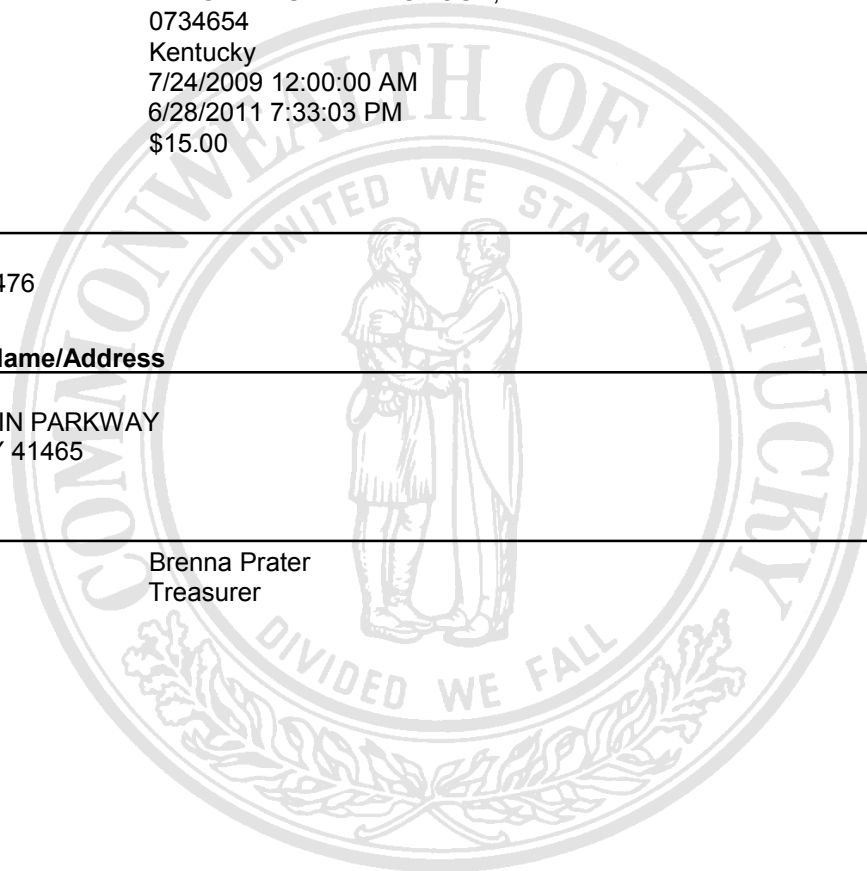 0734654
Kentucky
7/24/2009 12:00:00 AM
6/28/2011 7:33:03 PM
$15.00
COMMONWEALTH OF KENTUCKY
UNITED WE STAND
476
lame/Address
IN PARKWAY
41465
Brenna Prater
Treasurer
DIVIDED WE FALL